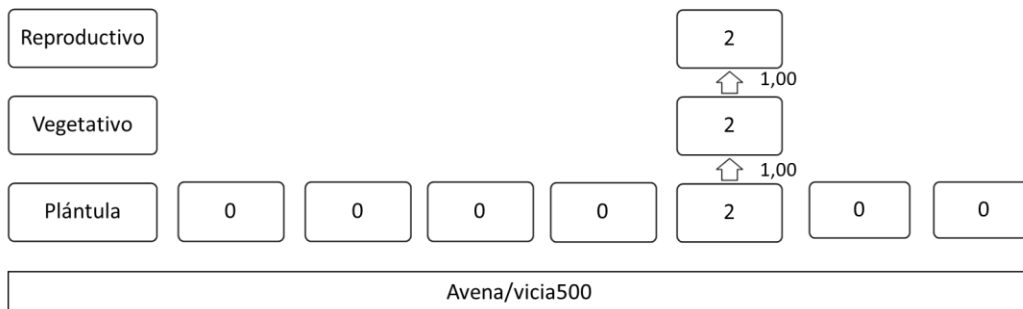 Reproductivo 2
1,00
Vegetativo 2
1,00
Plántula 0 0 0 0 2 0 0
Avena/vicia500